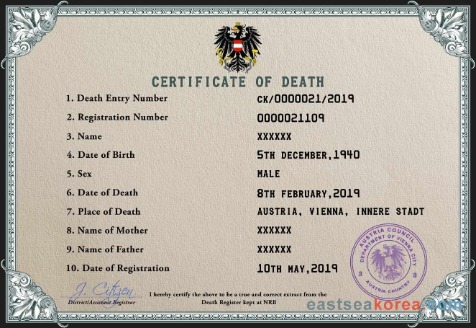 CERTIFICATE OF DEATH
1. Death Entry Number CK/0000021/2019
2. Registration Number 0000021109
3. Name XXXXXX
4. Date of Birth 5TH DECEMBER,1940
5. Sex MALE
6. Date of Death 8TH FEBRUARY,2019
7. Place of Death AUSTRIA, VIENNA, INNERE STADT
8. Name of Mother XXXXXX
9. Name of Father XXXXXX
10. Date of Registration 10TH MAY,2019
AUSTRIA COUNCIL
DEPARTMENT OF VIENNA CITY
AUSTRIA COUNTRY
J. Citizen
District/Assistant Registrar
I hereby certify the above to be a true and correct extract from the
Death Register kept at NRB
eastseakorea.com